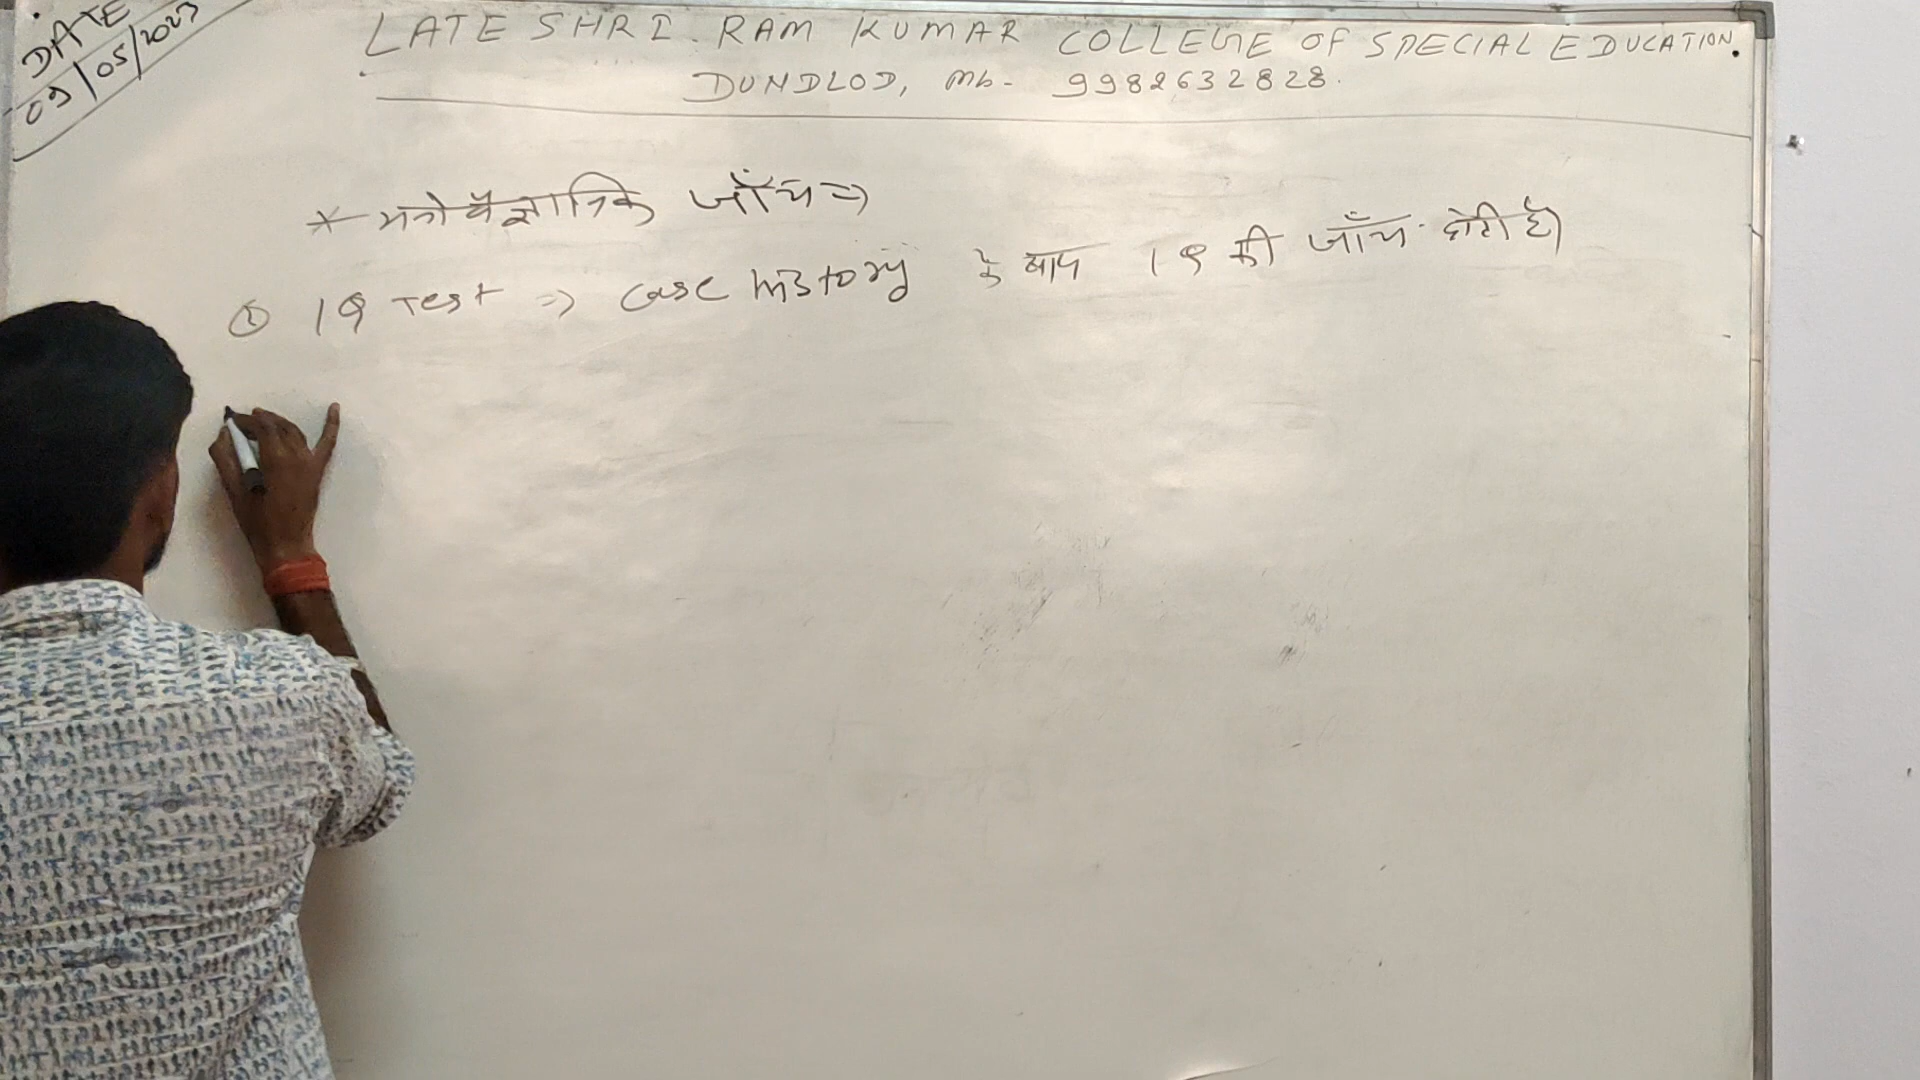 DATE
09/05/2023
LATE SHRI. RAM KUMAR COLLEGE OF SPECIAL EDUCATION.
DUNDLOD, Mb- 9982632828.
* मनोवैज्ञानिक जाँच =>
① IQ Test => Case history के बाद IQ की जाँच होती है।